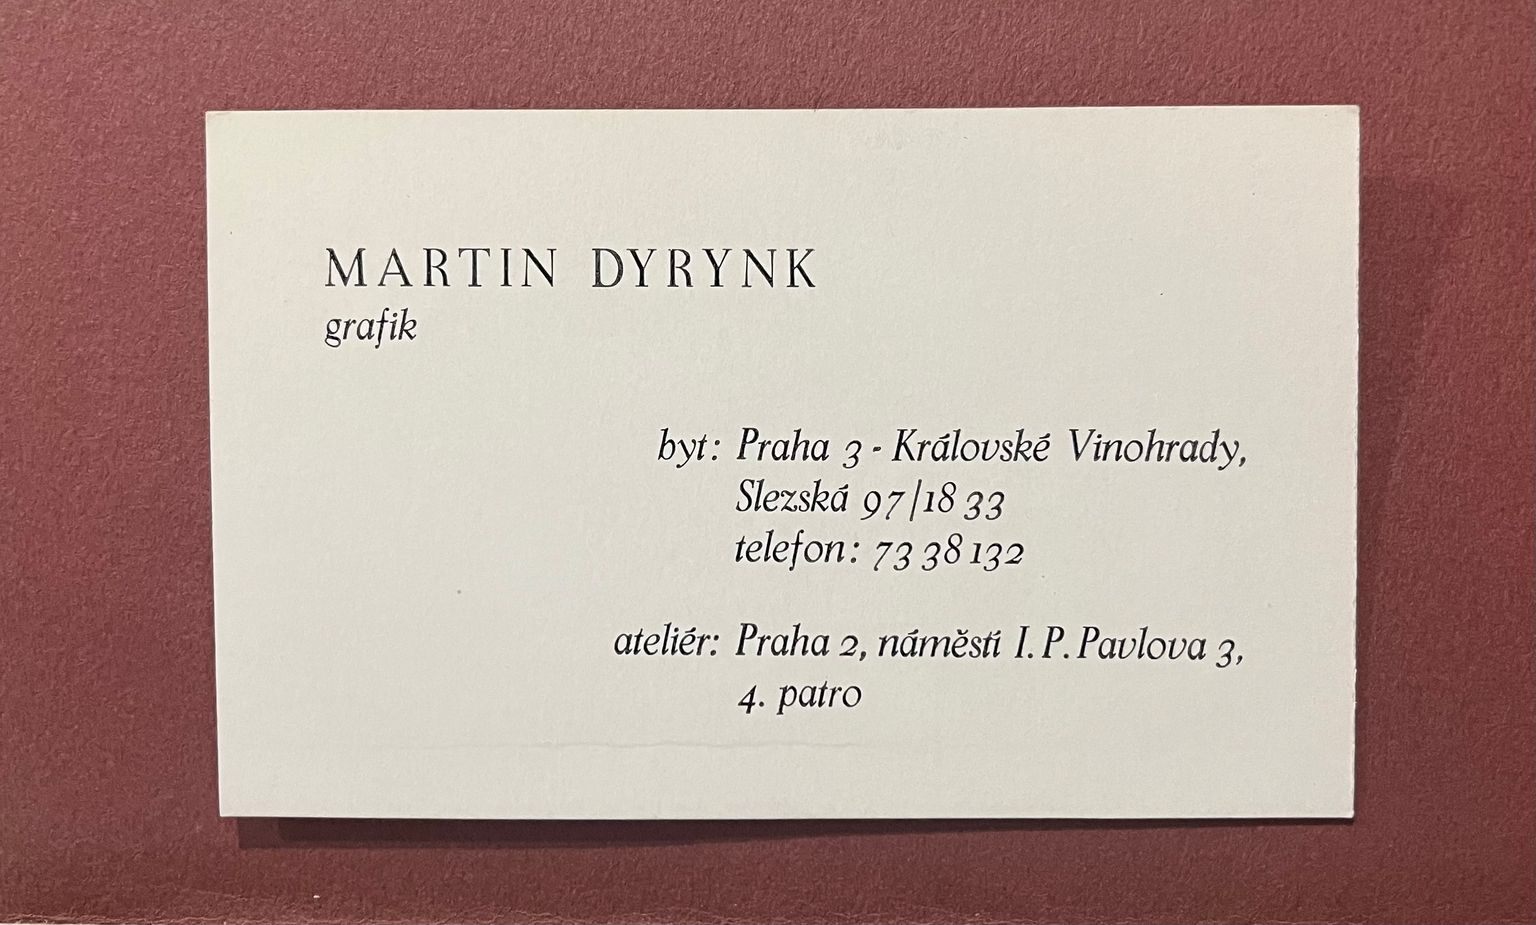 MARTIN DYRYNK
grafik
byt: Praha 3 - Královské Vinohrady,
Slezská 97/18 33
telefon: 73 38 132
ateliér: Praha 2, náměstí I. P. Pavlova 3,
4. patro